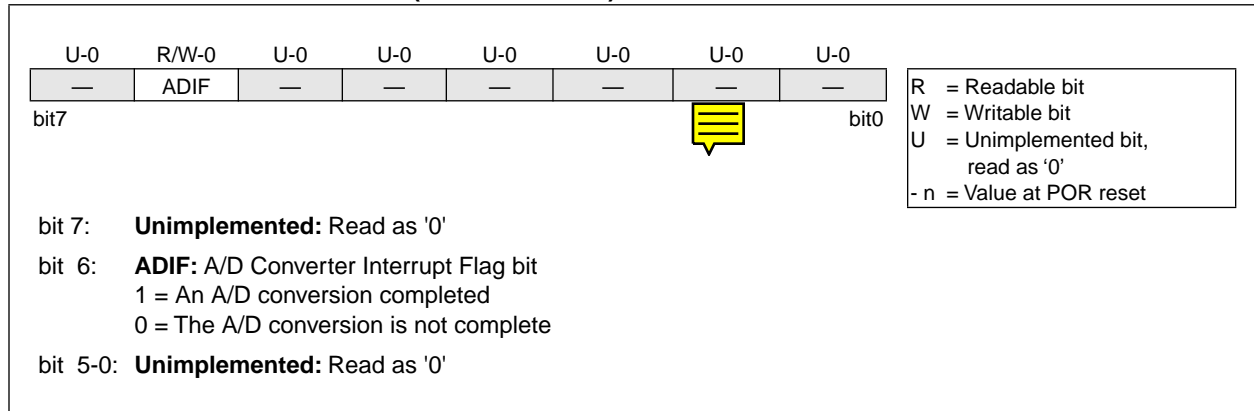 U-0 R/W-0 U-0 U-0 U-0 U-0 U-0 U-0
— ADIF — — — — — —
bit7 bit0
R = Readable bit
W = Writable bit
U = Unimplemented bit,
read as ‘0’
- n = Value at POR reset
bit 7: Unimplemented: Read as '0'
bit 6: ADIF: A/D Converter Interrupt Flag bit
1 = An A/D conversion completed
0 = The A/D conversion is not complete
bit 5-0: Unimplemented: Read as '0'